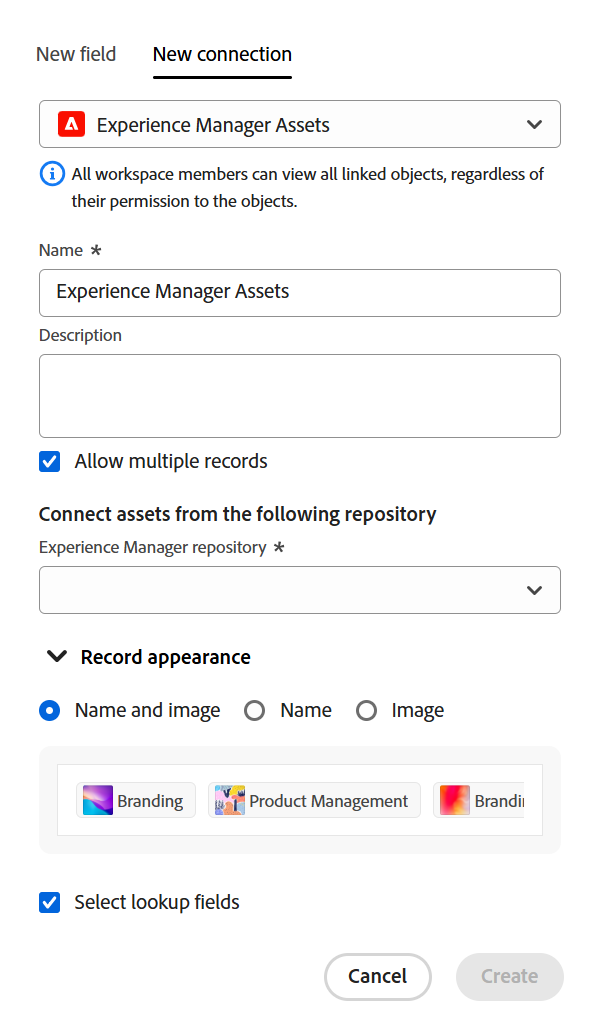 New field New connection
Experience Manager Assets
All workspace members can view all linked objects, regardless of
their permission to the objects.
Name *
Experience Manager Assets
Description
Allow multiple records
Connect assets from the following repository
Experience Manager repository *
Record appearance
Name and image Name Image
Branding Product Management Brandi
Select lookup fields
Cancel Create